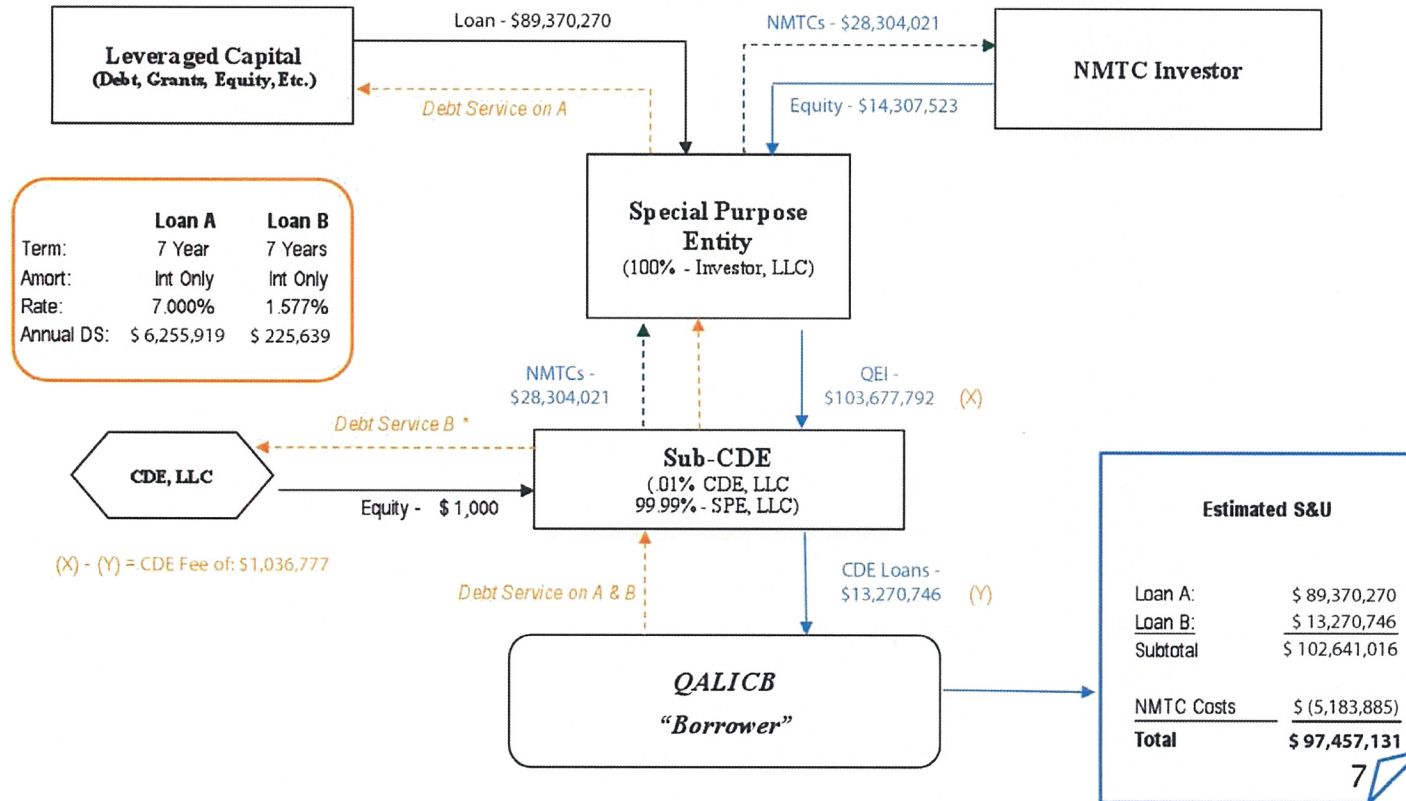 Loan - $89,370,270
NMTCs - $28,304,021
Leveraged Capital
(Debt, Grants, Equity, Etc.)
NMTC Investor
Debt Service on A
Equity - $14,307,523
Special Purpose
Entity
(100% - Investor, LLC)
Loan A Loan B
Term: 7 Year 7 Years
Amort: Int Only Int Only
Rate: 7.000% 1.577%
Annual DS: $ 6,255,919 $ 225,639
NMTCs -
$28,304,021
QEI -
$103,677,792 (X)
Debt Service B *
CDE, LLC
Sub-CDE
(.01% CDE, LLC
99.99% - SPE, LLC)
Equity - $ 1,000
(X) - (Y) = CDE Fee of: $1,036,777
Debt Service on A & B
CDE Loans -
$13,270,746 (Y)
QALICB
"Borrower"
Estimated S&U
Loan A: $ 89,370,270
Loan B: $ 13,270,746
Subtotal $ 102,641,016
NMTC Costs $ (5,183,885)
Total $ 97,457,131
7